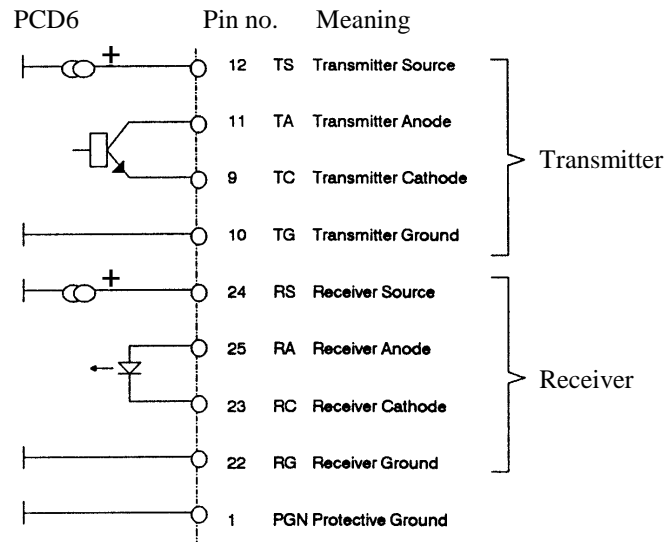 PCD6 Pin no. Meaning
+ 12 TS Transmitter Source
11 TA Transmitter Anode
Transmitter
9 TC Transmitter Cathode
10 TG Transmitter Ground
+ 24 RS Receiver Source
25 RA Receiver Anode
Receiver
23 RC Receiver Cathode
22 RG Receiver Ground
1 PGN Protective Ground